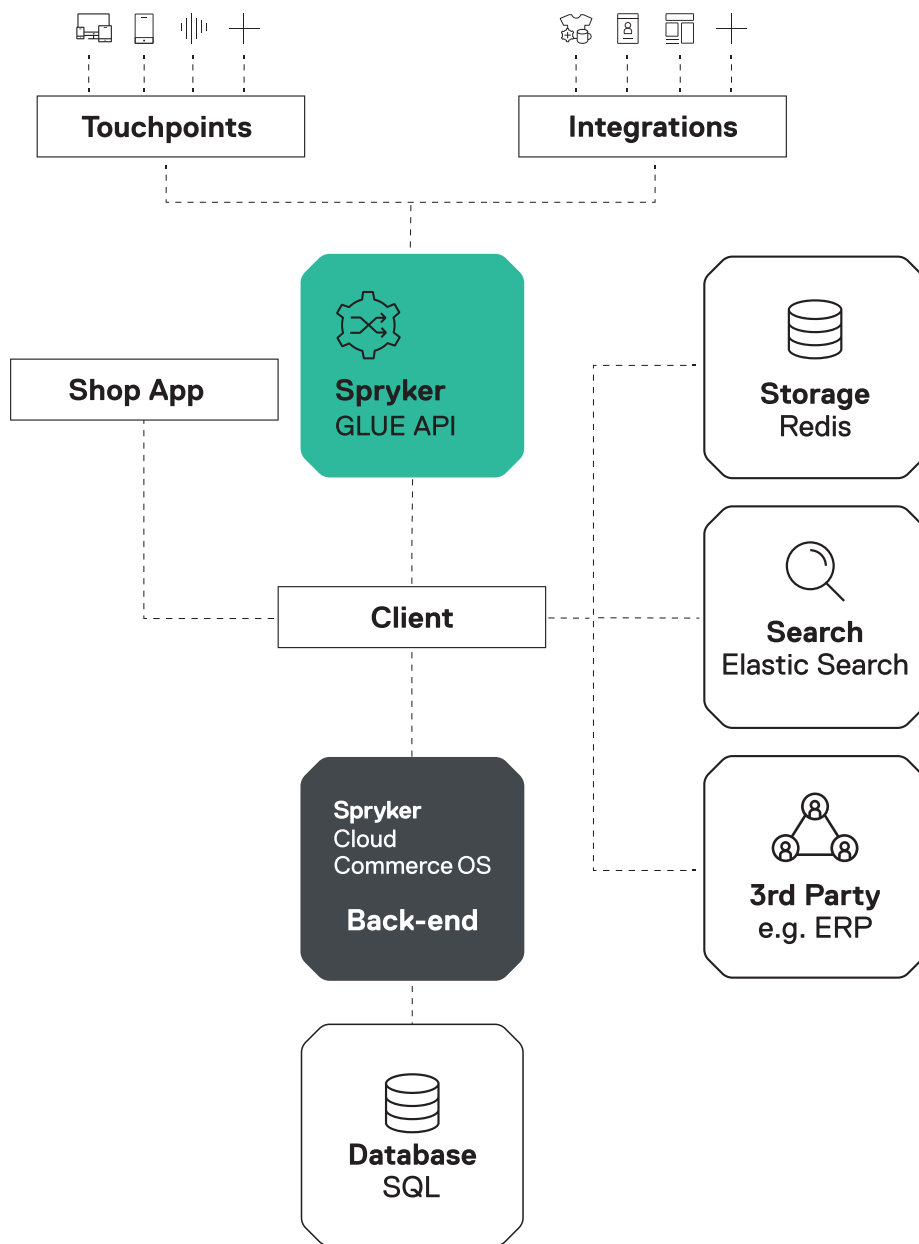 Touchpoints
Integrations
Spryker
GLUE API
Shop App
Storage
Redis
Client
Search
Elastic Search
Spryker
Cloud
Commerce OS
Back-end
3rd Party
e.g. ERP
Database
SQL